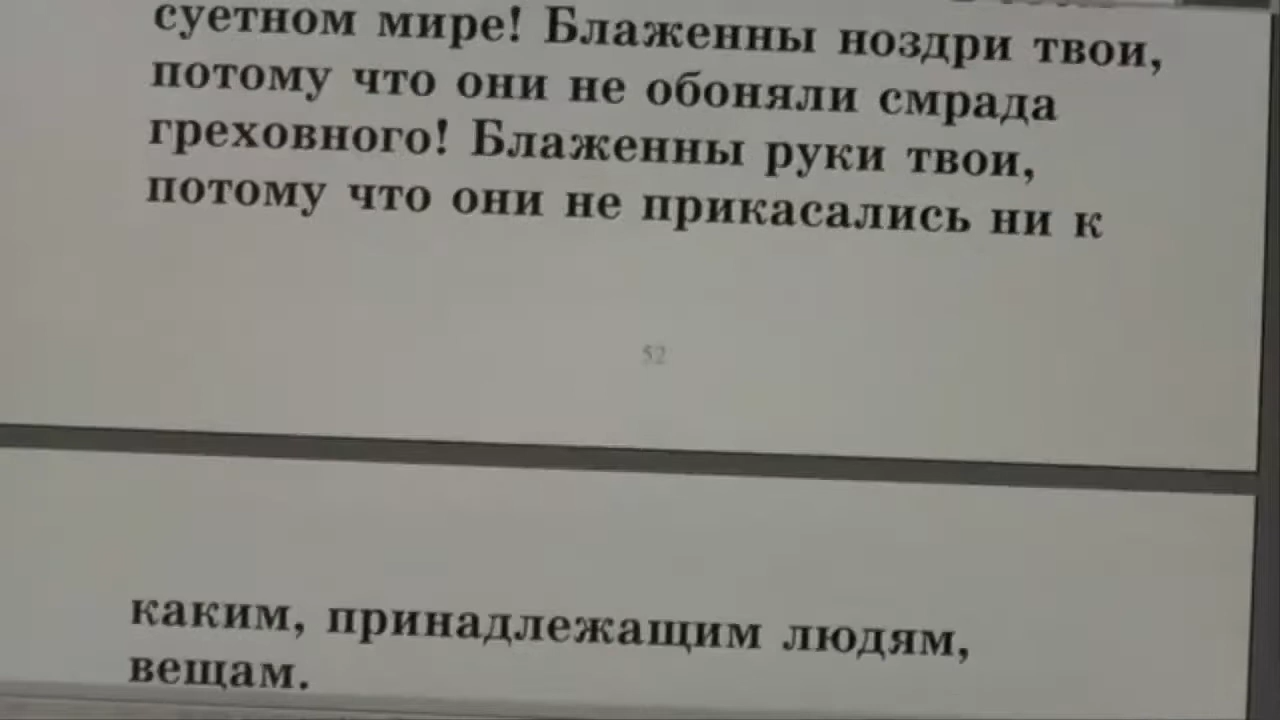 суетном мире! Блаженны ноздри твои,
потому что они не обоняли смрада
греховного! Блаженны руки твои,
потому что они не прикасались ни к
52
каким, принадлежащим людям,
вещам.